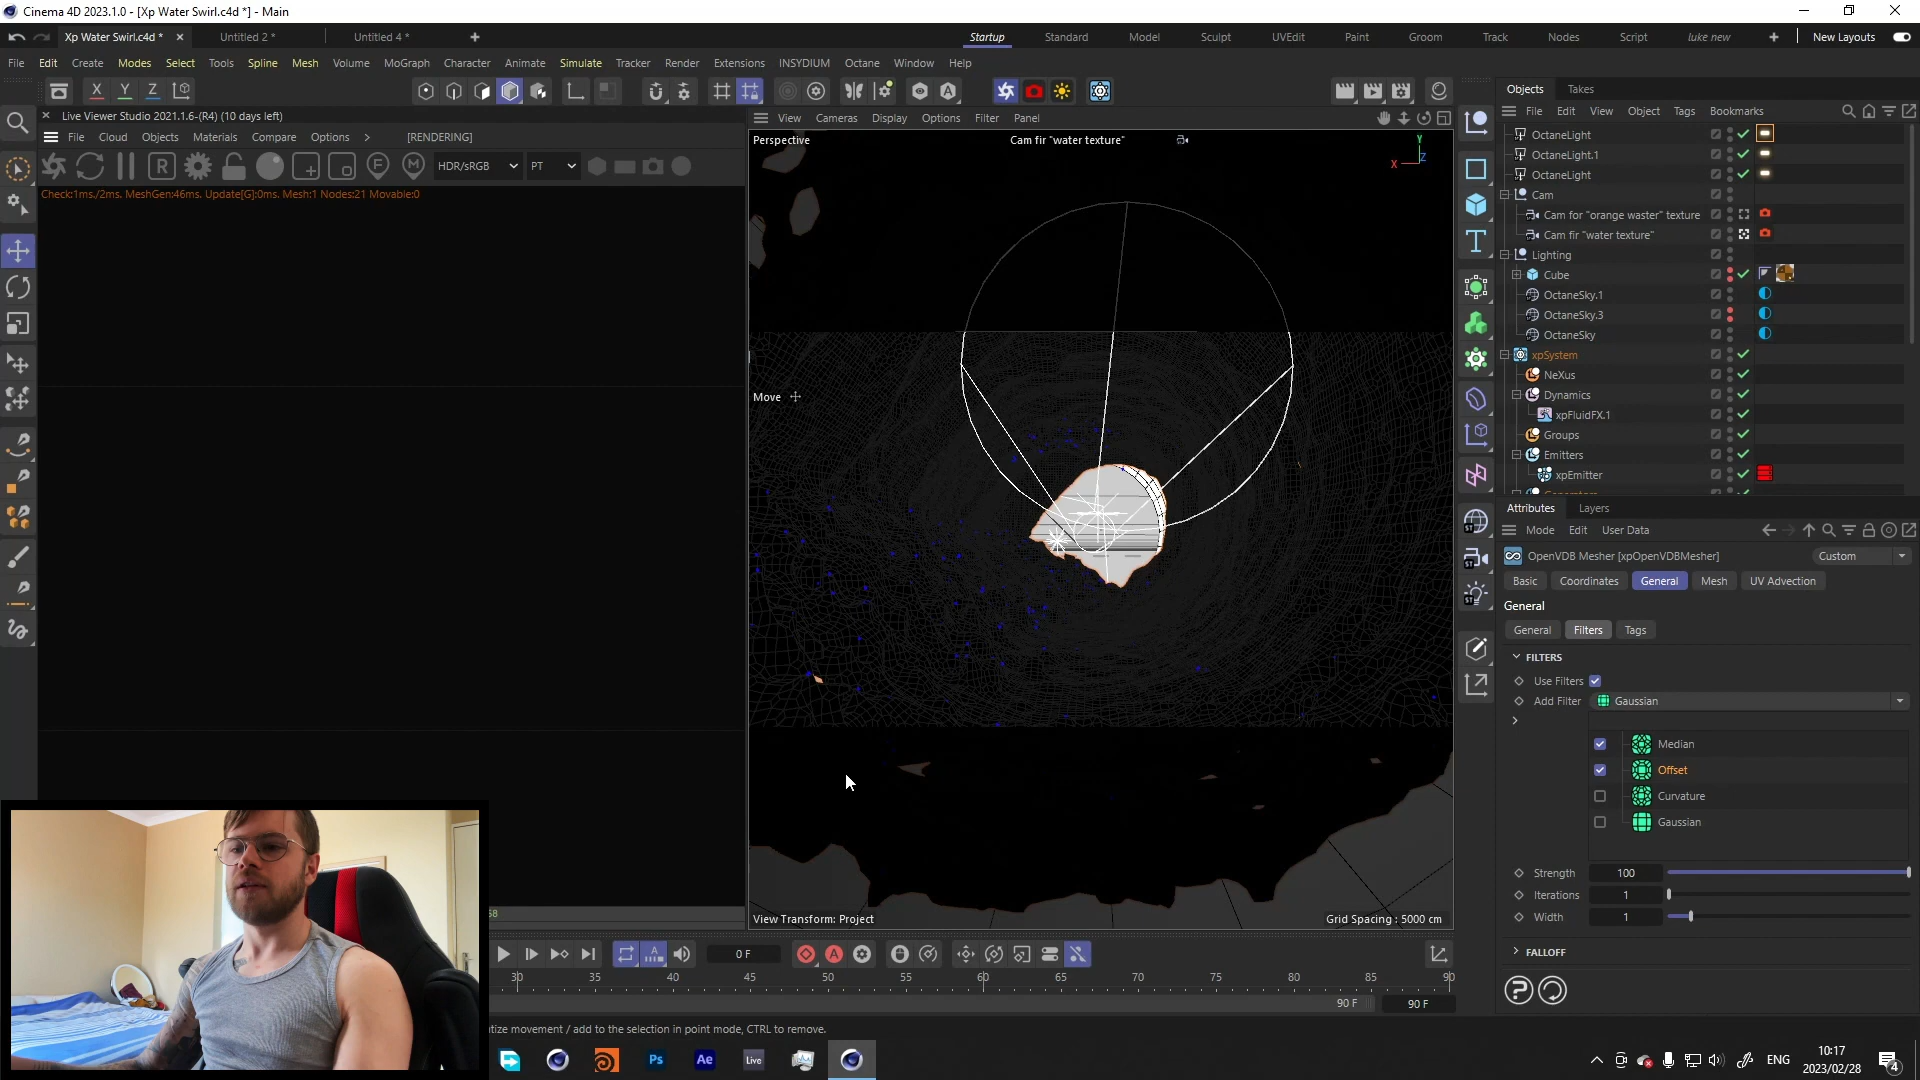 Cinema 4D 2023.1.0 - [Xp Water Swirl.c4d *] - Main
Xp Water Swirl.c4d *
Untitled 2 *
Untitled 4 *
Startup
Standard
Model
Sculpt
UVEdit
Paint
Groom
Track
Nodes
Script
luke new
New Layouts
File
Edit
Create
Modes
Select
Tools
Spline
Mesh
Volume
MoGraph
Character
Animate
Simulate
Tracker
Render
Extensions
INSYDIUM
Octane
Window
Help
X
Y
Z
Objects
Takes
Live Viewer Studio 2021.1.6-(R4) (10 days left)
File
Cloud
Objects
Materials
Compare
Options
[RENDERING]
View
Cameras
Display
Options
Filter
Panel
File
Edit
View
Object
Tags
Bookmarks
HDR/sRGB
PT
Check:1ms./2ms. MeshGen:46ms. Update[G]:0ms. Mesh:1 Nodes:21 Movable:0
Perspective
Cam fir "water texture"
Y
X
Z
Move
View Transform: Project
Grid Spacing : 5000 cm
OctaneLight
OctaneLight.1
OctaneLight
Cam
Cam for "orange waster" texture
Cam fir "water texture"
Lighting
Cube
OctaneSky.1
OctaneSky.3
OctaneSky
xpSystem
NeXus
Dynamics
xpFluidFX.1
Groups
Emitters
xpEmitter
Attributes
Layers
Mode
Edit
User Data
OpenVDB Mesher [xpOpenVDBMesher]
Custom
Basic
Coordinates
General
Mesh
UV Advection
General
General
Filters
Tags
FILTERS
Use Filters
Add Filter
Gaussian
Median
Offset
Curvature
Gaussian
Strength
100
Iterations
1
Width
1
FALLOFF
0 F
30
35
40
45
50
55
60
65
70
75
80
85
90
90 F
90 F
tize movement / add to the selection in point mode, CTRL to remove.
Ps
Ae
Live
ENG
10:17
2023/02/28
4